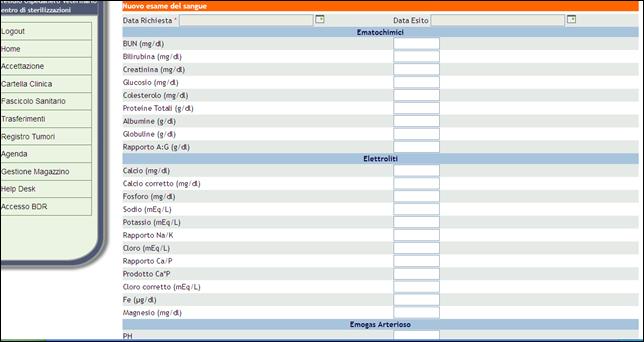 Ospedaliero Veterinario
entro di sterilizzazioni
Logout
Home
Accettazione
Cartella Clinica
Fascicolo Sanitario
Trasferimenti
Registro Tumori
Agenda
Gestione Magazzino
Help Desk
Accesso BDR
Nuovo esame del sangue
Data Richiesta * Data Esito
Ematochimici
BUN (mg/dl)
Bilirubina (mg/dl)
Creatinina (mg/dl)
Glucosio (mg/dl)
Colesterolo (mg/dl)
Proteine Totali (g/dl)
Albumine (g/dl)
Globuline (g/dl)
Rapporto A:G (g/dl)
Elettroliti
Calcio (mg/dl)
Calcio corretto (mg/dl)
Fosforo (mg/dl)
Sodio (mEq/L)
Potassio (mEq/L)
Rapporto Na/K
Cloro (mEq/L)
Rapporto Ca/P
Prodotto Ca*P
Cloro corretto (mEq/L)
Fe (µg/dl)
Magnesio (mg/dl)
Emogas Arterioso
PH